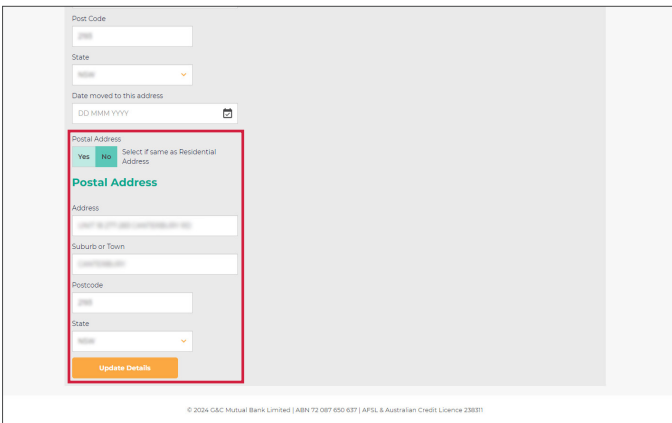 Post Code
State
Date moved to this address
DD MMM YYYY
Postal Address
Yes No Select if same as Residential
Address
Postal Address
Address
Suburb or Town
Postcode
State
Update Details
© 2024 G&C Mutual Bank Limited | ABN 72 087 650 637 | AFSL & Australian Credit Licence 238311